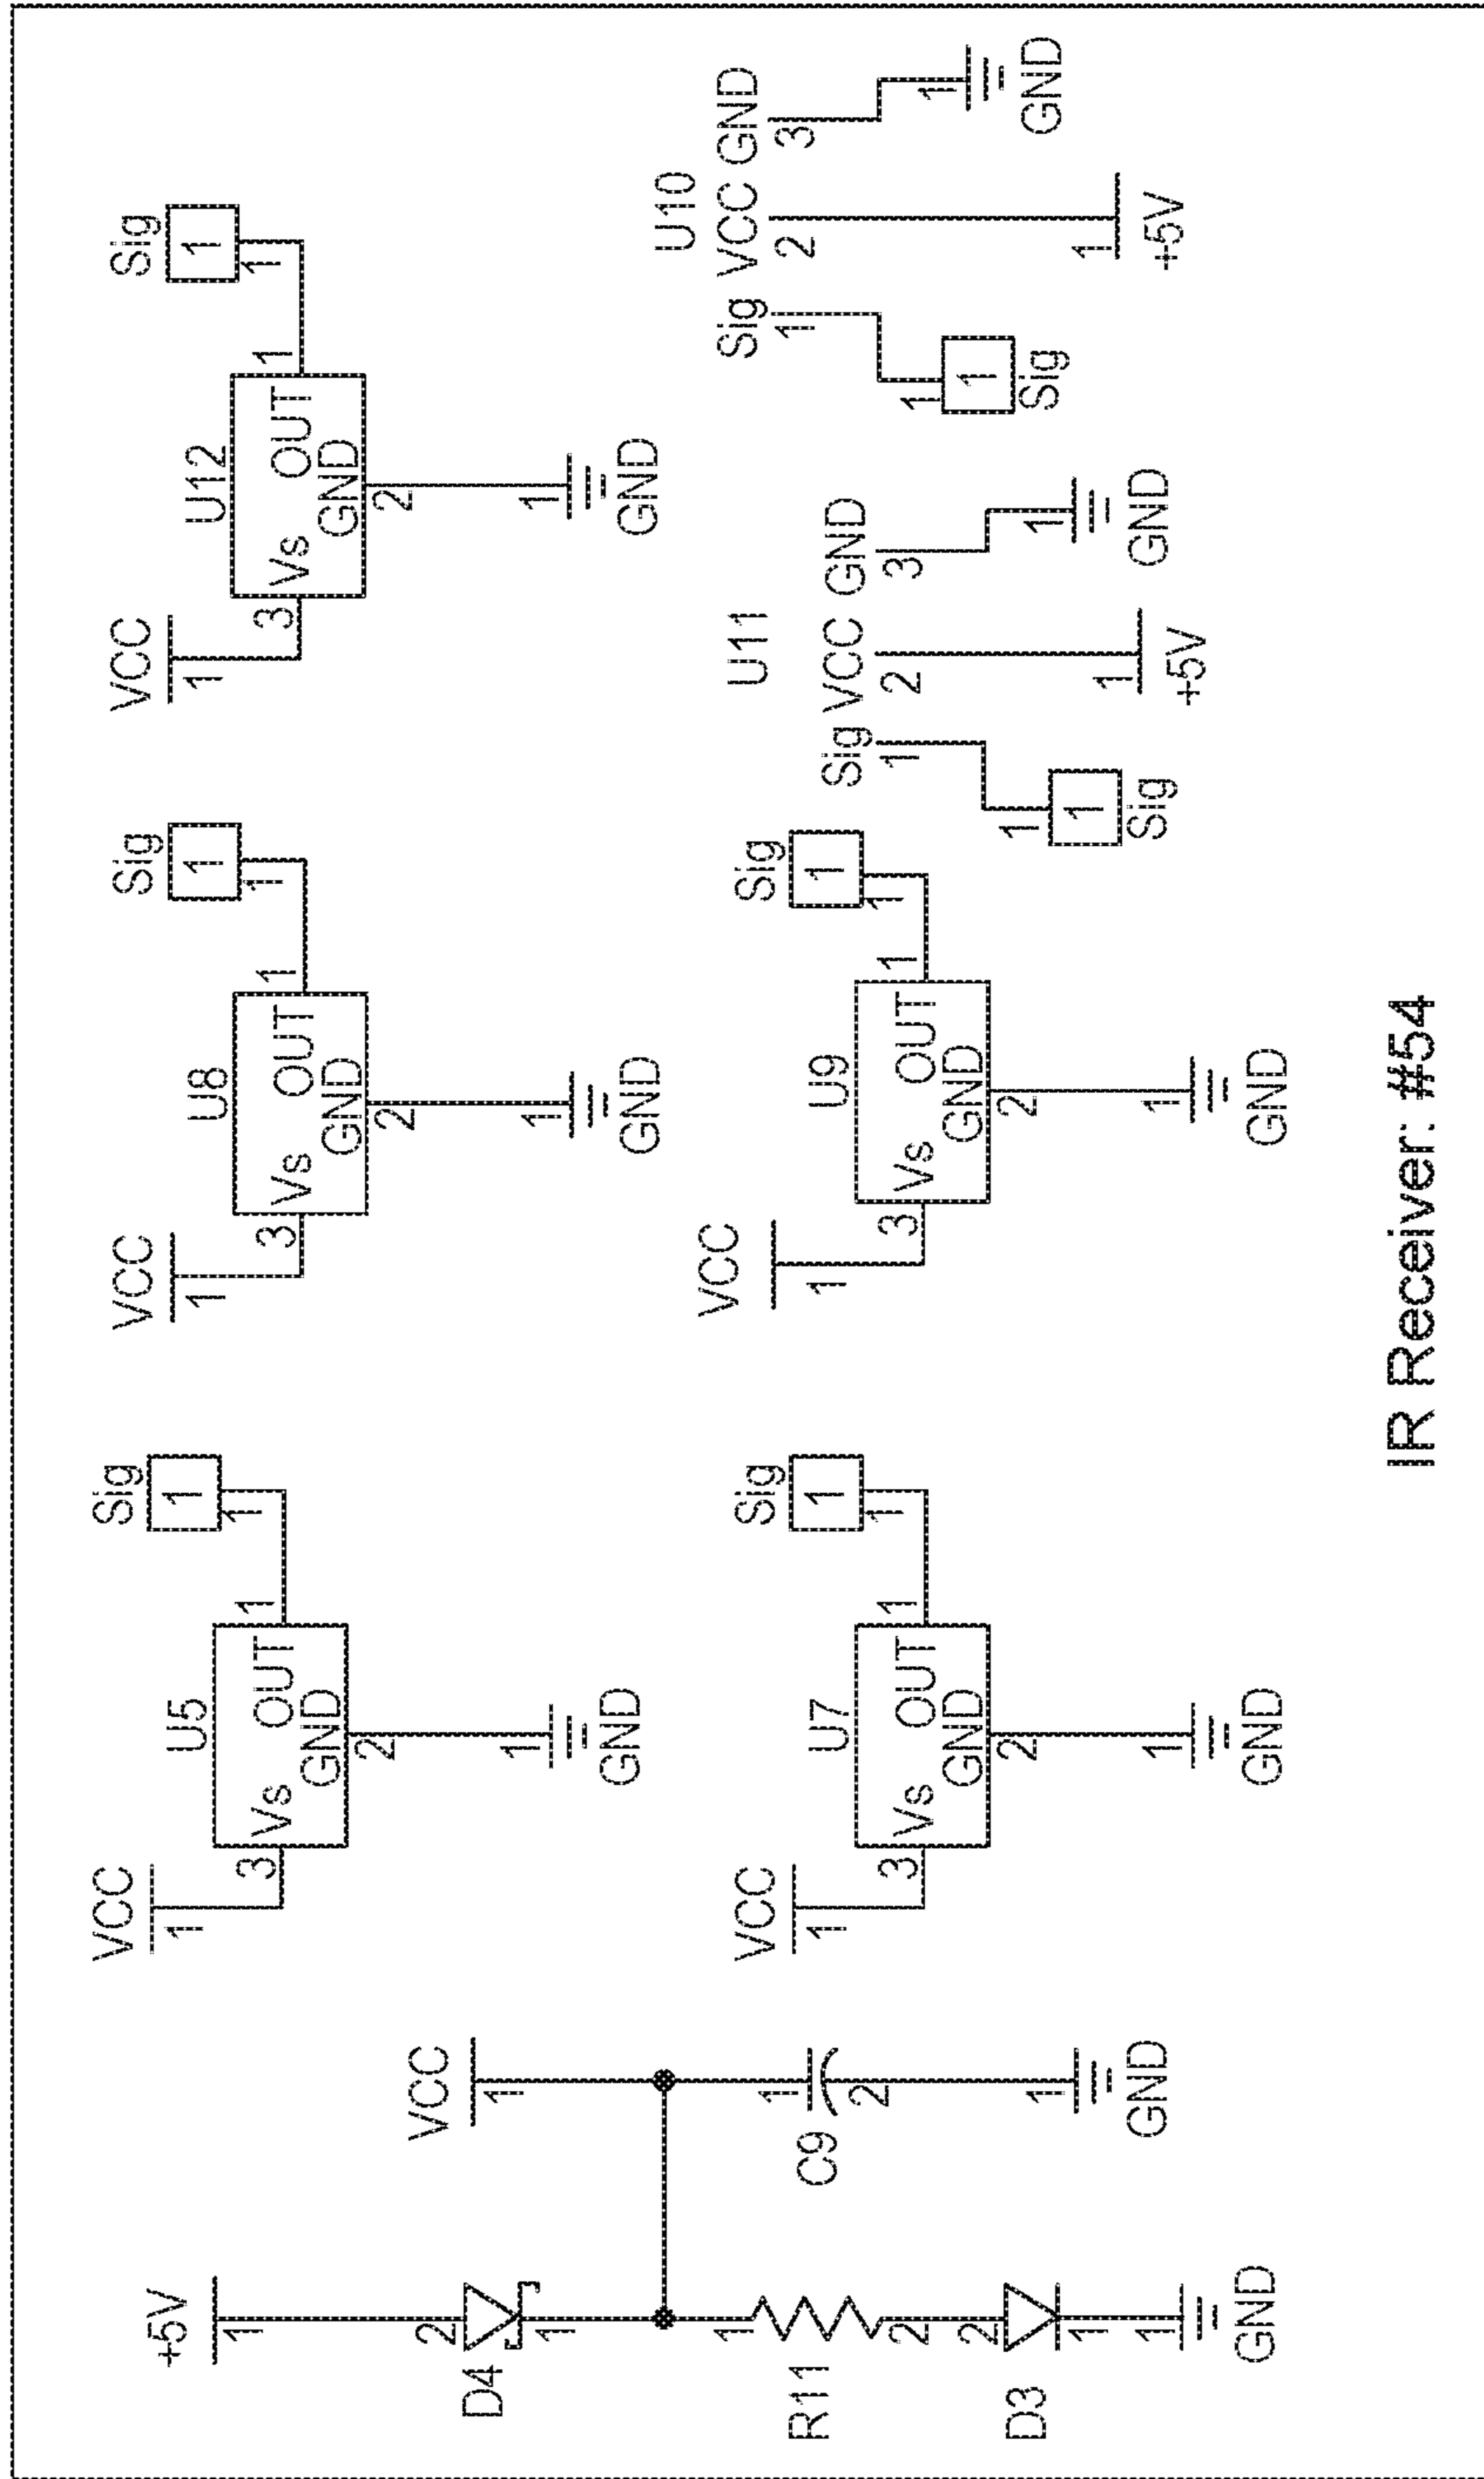 +5V
1
2
D4
1
1
R11
2
2
D3
1
1
GND
VCC
1
1
C9
2
1
GND
VCC
1
3
U5
Vs
OUT
GND
1
2
1
GND
Sig
1
1
VCC
1
3
U8
Vs
OUT
GND
1
2
1
GND
Sig
1
1
VCC
1
3
U12
Vs
OUT
GND
1
2
1
GND
Sig
1
1
VCC
1
3
U7
Vs
OUT
GND
1
2
1
GND
Sig
1
1
VCC
1
3
U9
Vs
OUT
GND
1
2
1
GND
Sig
1
1
U11
Sig VCC GND
1 2 3
1
1
Sig
1
+5V
1
GND
U10
Sig VCC GND
1 2 3
1
1
Sig
1
+5V
1
GND
IR Receiver: #54